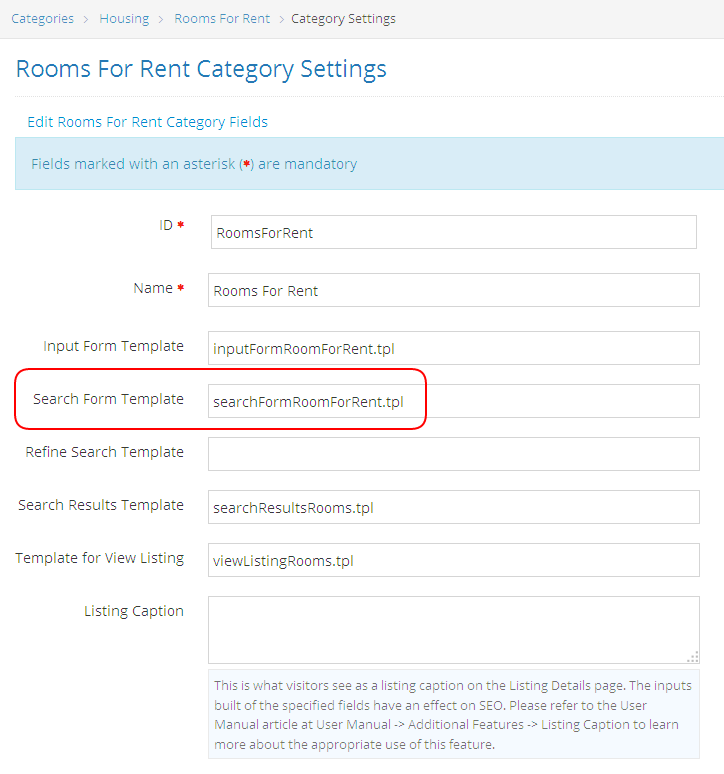 Categories > Housing > Rooms For Rent > Category Settings
Rooms For Rent Category Settings
Edit Rooms For Rent Category Fields
Fields marked with an asterisk (*) are mandatory
ID * RoomsForRent
Name * Rooms For Rent
Input Form Template inputFormRoomForRent.tpl
Search Form Template searchFormRoomForRent.tpl
Refine Search Template
Search Results Template searchResultsRooms.tpl
Template for View Listing viewListingRooms.tpl
Listing Caption
This is what visitors see as a listing caption on the Listing Details page. The inputs
built of the specified fields have an effect on SEO. Please refer to the User
Manual article at User Manual -> Additional Features -> Listing Caption to learn
more about the appropriate use of this feature.